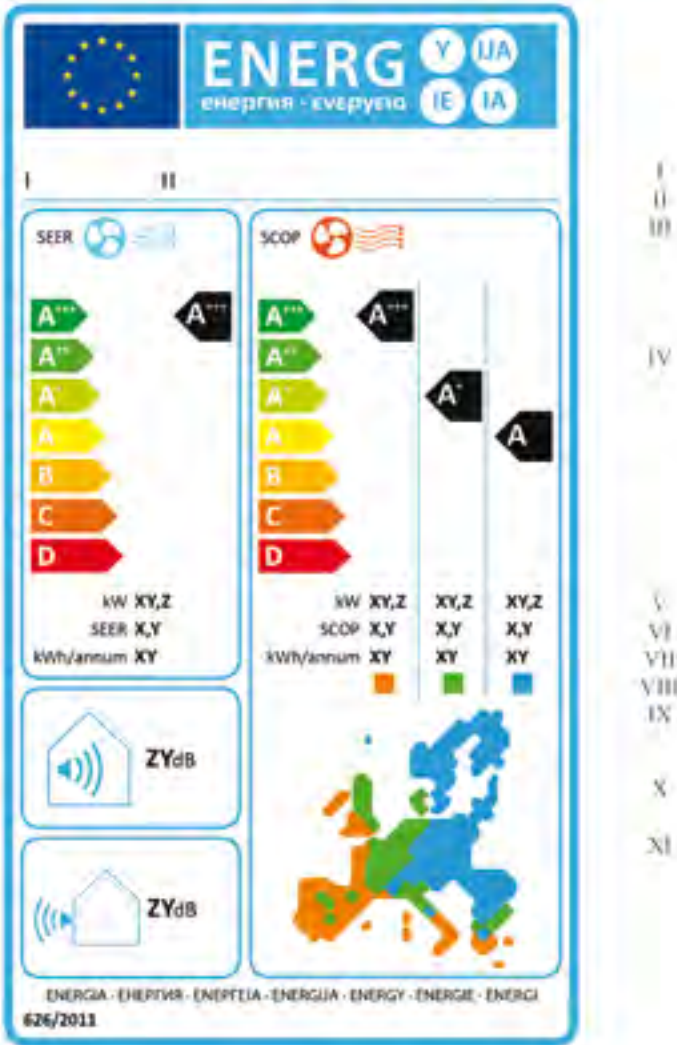 ENERG Y IJA
енергия · ενεργεια IE IA
I II
I
II
III
SEER
SCOP
A+++ A+++ A+++ A+++
A++ A++
A+ A+ A+
A A A
B B
C C
D D
IV
kW XY,Z kW XY,Z XY,Z XY,Z
SEER X,Y SCOP X,Y X,Y X,Y
kWh/annum XY kWh/annum XY XY XY
V
VI
VII
VIII
IX
ZYdB
X
XI
ZYdB
ENERGIA · ЕНЕРГИЯ · ΕΝΕΡΓΕΙΑ · ENERGIJA · ENERGY · ENERGIE · ENERGI
626/2011